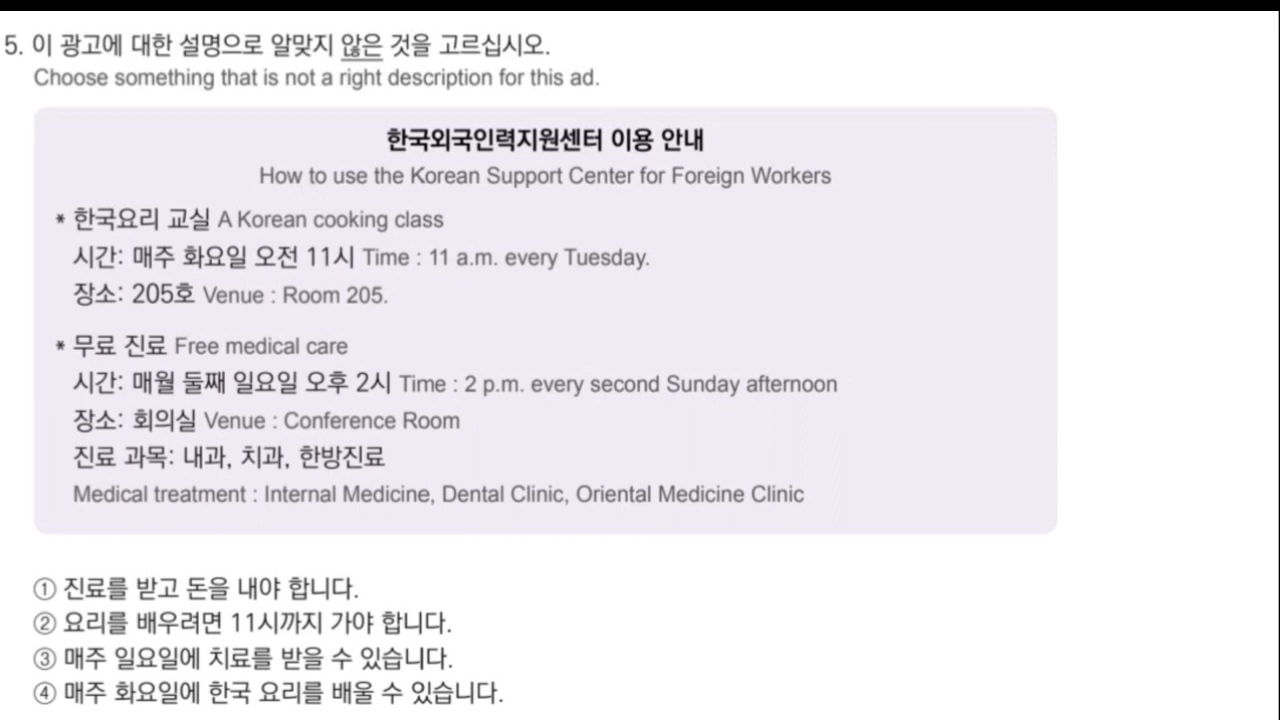 5. 이 광고에 대한 설명으로 알맞지 않은 것을 고르십시오.
Choose something that is not a right description for this ad.
한국외국인력지원센터 이용 안내
How to use the Korean Support Center for Foreign Workers
* 한국요리 교실 A Korean cooking class
시간: 매주 화요일 오전 11시 Time : 11 a.m. every Tuesday.
장소: 205호 Venue : Room 205.
* 무료 진료 Free medical care
시간: 매월 둘째 일요일 오후 2시 Time : 2 p.m. every second Sunday afternoon
장소: 회의실 Venue : Conference Room
진료 과목: 내과, 치과, 한방진료
Medical treatment : Internal Medicine, Dental Clinic, Oriental Medicine Clinic
① 진료를 받고 돈을 내야 합니다.
② 요리를 배우려면 11시까지 가야 합니다.
③ 매주 일요일에 치료를 받을 수 있습니다.
④ 매주 화요일에 한국 요리를 배울 수 있습니다.